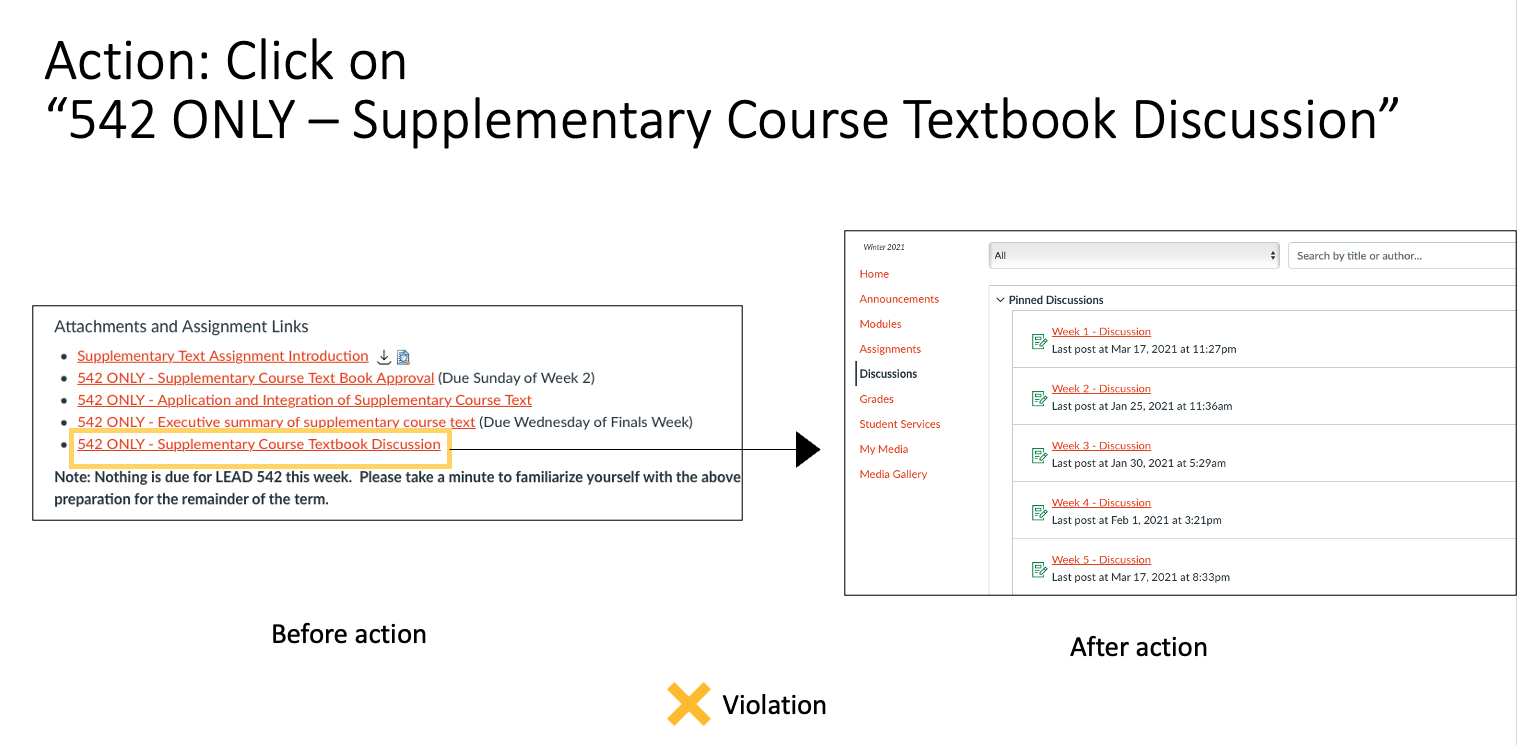 Action: Click on
“542 ONLY – Supplementary Course Textbook Discussion”
Attachments and Assignment Links
Supplementary Text Assignment Introduction
542 ONLY - Supplementary Course Text Book Approval (Due Sunday of Week 2)
542 ONLY - Application and Integration of Supplementary Course Text
542 ONLY - Executive summary of supplementary course text (Due Wednesday of Finals Week)
542 ONLY - Supplementary Course Textbook Discussion
Note: Nothing is due for LEAD 542 this week. Please take a minute to familiarize yourself with the above
preparation for the remainder of the term.
Before action
Winter 2021
Home
Announcements
Modules
Assignments
Discussions
Grades
Student Services
My Media
Media Gallery
All
Search by title or author...
Pinned Discussions
Week 1 - Discussion
Last post at Mar 17, 2021 at 11:27pm
Week 2 - Discussion
Last post at Jan 25, 2021 at 11:36am
Week 3 - Discussion
Last post at Jan 30, 2021 at 5:29am
Week 4 - Discussion
Last post at Feb 1, 2021 at 3:21pm
Week 5 - Discussion
Last post at Mar 17, 2021 at 8:33pm
After action
Violation